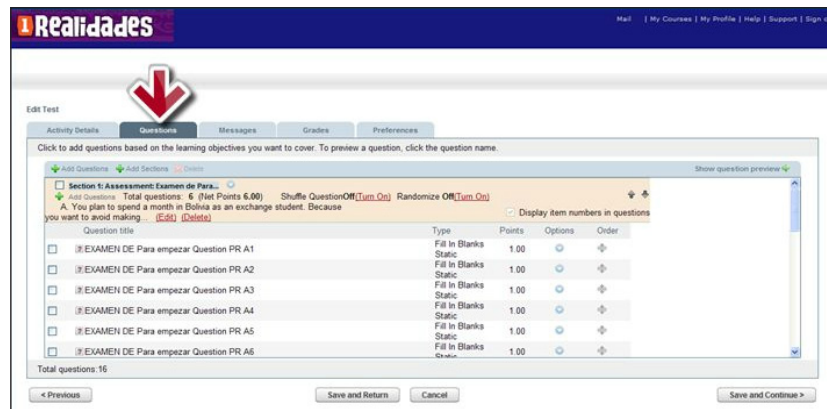 1 Realidades
Mail | My Courses | My Profile | Help | Support | Sign
Edit Test
Activity Details Questions Messages Grades Preferences
Click to add questions based on the learning objectives you want to cover. To preview a question, click the question name.
Add Questions Add Sections Delete Show question preview
Section 1: Assessment: Examen de Para...
Add Questions Total questions: 6 (Net Points 6.00) Shuffle QuestionOff(Turn On) Randomize Off(Turn On)
A. You plan to spend a month in Bolivia as an exchange student. Because
you want to avoid making... (Edit) (Delete) Display item numbers in questions
Question title Type Points Options Order
EXAMEN DE Para empezar Question PR A1 Fill In Blanks Static 1.00
EXAMEN DE Para empezar Question PR A2 Fill In Blanks Static 1.00
EXAMEN DE Para empezar Question PR A3 Fill In Blanks Static 1.00
EXAMEN DE Para empezar Question PR A4 Fill In Blanks Static 1.00
EXAMEN DE Para empezar Question PR A5 Fill In Blanks Static 1.00
EXAMEN DE Para empezar Question PR A6 Fill In Blanks Static 1.00
Total questions:16
< Previous Save and Return Cancel Save and Continue >